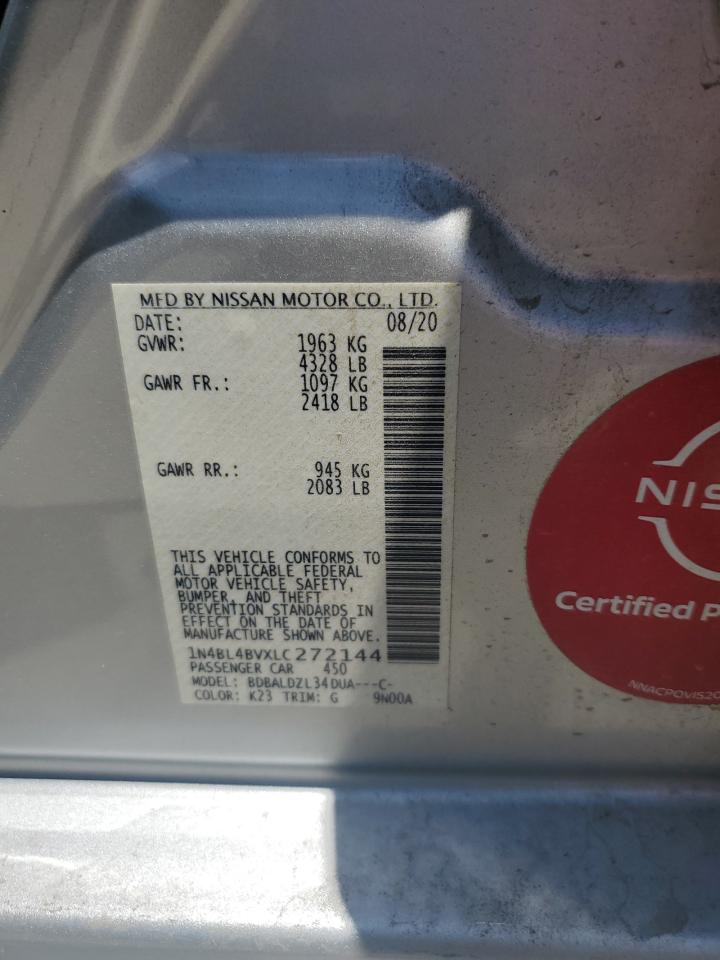 MFD BY NISSAN MOTOR CO., LTD.
DATE: 08/20
GVWR: 1963 KG
4328 LB
GAWR FR.: 1097 KG
2418 LB
GAWR RR.: 945 KG
2083 LB
THIS VEHICLE CONFORMS TO
ALL APPLICABLE FEDERAL
MOTOR VEHICLE SAFETY,
BUMPER, AND THEFT
PREVENTION STANDARDS IN
EFFECT ON THE DATE OF
MANUFACTURE SHOWN ABOVE.
1N4BL4BVXLC272144
PASSENGER CAR 450
MODEL: BDBALDZL34DUA---C-
COLOR: K23 TRIM: G 9N00A
NIS
Certified P
NNACPOVIS20